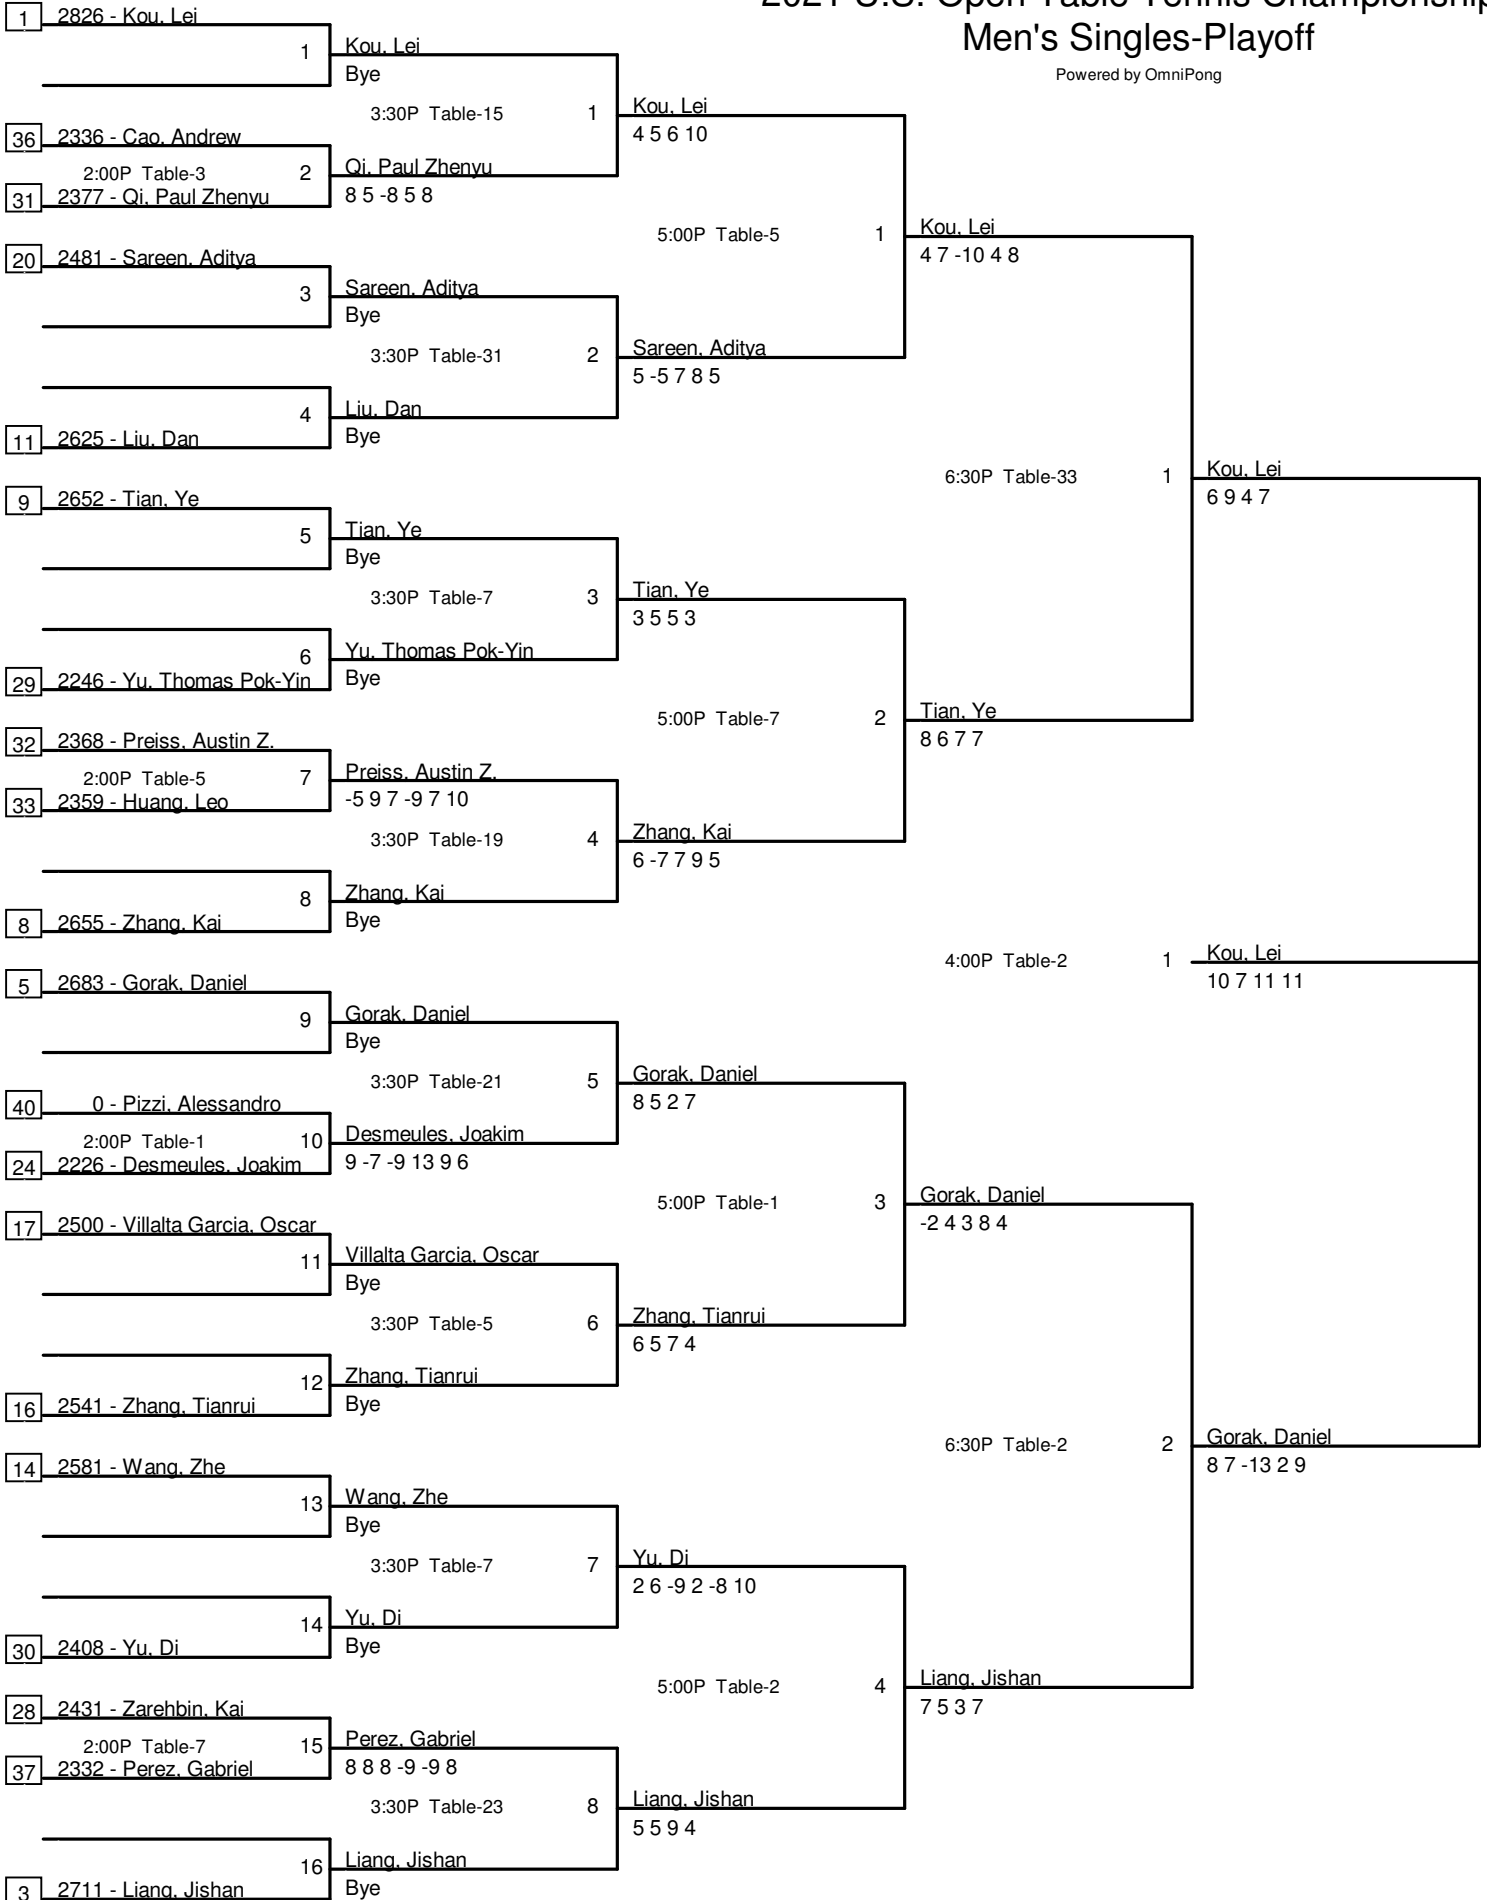 2021 U.S. Open Table Tennis Championship
Men's Singles-Playoff
Powered by OmniPong
1 2826 - Kou, Lei
1 Kou, Lei
Bye
3:30P Table-15 1 Kou, Lei
4 5 6 10
36 2336 - Cao, Andrew
2:00P Table-3 2 Qi, Paul Zhenyu
31 2377 - Qi, Paul Zhenyu 8 5 -8 5 8
5:00P Table-5 1 Kou, Lei
4 7 -10 4 8
20 2481 - Sareen, Aditya
3 Sareen, Aditya
Bye
3:30P Table-31 2 Sareen, Aditya
5 -5 7 8 5
4 Liu, Dan
11 2625 - Liu, Dan Bye
6:30P Table-33 1 Kou, Lei
6 9 4 7
9 2652 - Tian, Ye
5 Tian, Ye
Bye
3:30P Table-7 3 Tian, Ye
3 5 5 3
6 Yu, Thomas Pok-Yin
29 2246 - Yu, Thomas Pok-Yin Bye
5:00P Table-7 2 Tian, Ye
8 6 7 7
32 2368 - Preiss, Austin Z.
2:00P Table-5 7 Preiss, Austin Z.
33 2359 - Huang, Leo -5 9 7 -9 7 10
3:30P Table-19 4 Zhang, Kai
6 -7 7 9 5
8 Zhang, Kai
8 2655 - Zhang, Kai Bye
4:00P Table-2 1 Kou, Lei
10 7 11 11
5 2683 - Gorak, Daniel
9 Gorak, Daniel
Bye
3:30P Table-21 5 Gorak, Daniel
8 5 2 7
40 0 - Pizzi, Alessandro
2:00P Table-1 10 Desmeules, Joakim
24 2226 - Desmeules, Joakim 9 -7 -9 13 9 6
5:00P Table-1 3 Gorak, Daniel
-2 4 3 8 4
17 2500 - Villalta Garcia, Oscar
11 Villalta Garcia, Oscar
Bye
3:30P Table-5 6 Zhang, Tianrui
6 5 7 4
12 Zhang, Tianrui
16 2541 - Zhang, Tianrui Bye
6:30P Table-2 2 Gorak, Daniel
8 7 -13 2 9
14 2581 - Wang, Zhe
13 Wang, Zhe
Bye
3:30P Table-7 7 Yu, Di
2 6 -9 2 -8 10
14 Yu, Di
30 2408 - Yu, Di Bye
5:00P Table-2 4 Liang, Jishan
7 5 3 7
28 2431 - Zarehbin, Kai
2:00P Table-7 15 Perez, Gabriel
37 2332 - Perez, Gabriel 8 8 8 -9 -9 8
3:30P Table-23 8 Liang, Jishan
5 5 9 4
16 Liang, Jishan
3 2711 - Liang, Jishan Bye